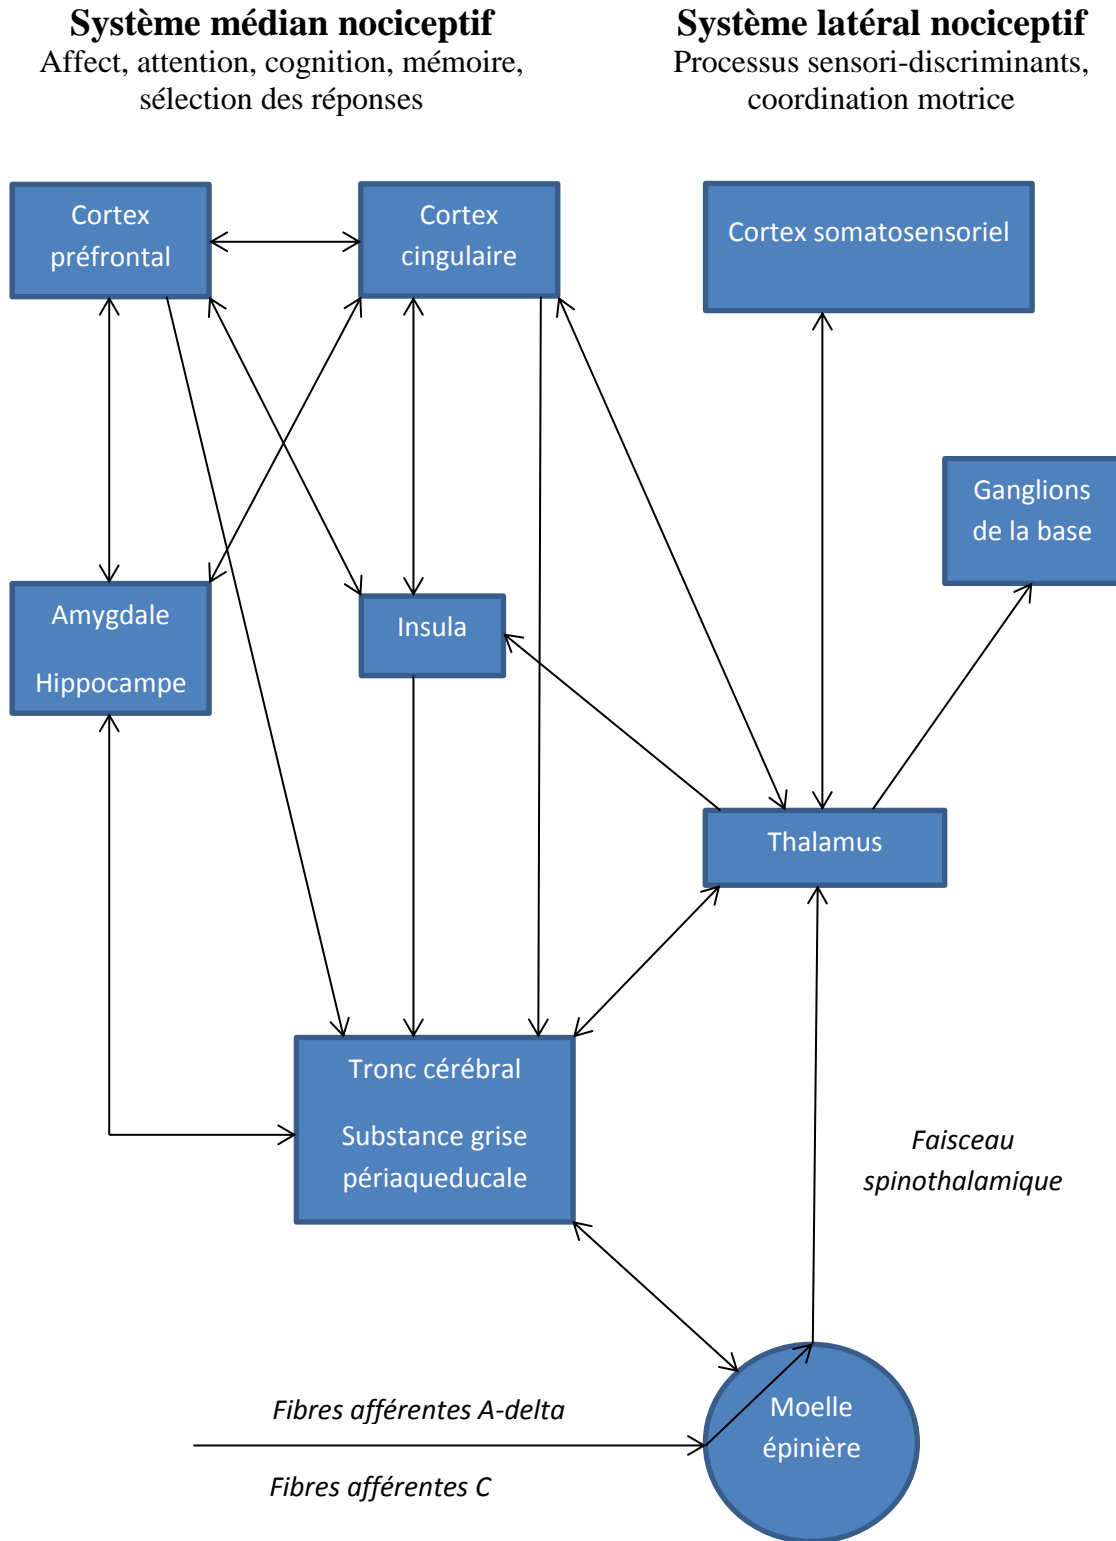 Système médian nociceptif
Affect, attention, cognition, mémoire,
sélection des réponses
Système latéral nociceptif
Processus sensori-discriminants,
coordination motrice
Cortex
préfrontal
Cortex
cingulaire
Cortex somatosensoriel
Ganglions
de la base
Amygdale
Hippocampe
Insula
Thalamus
Tronc cérébral
Substance grise
périaqueducale
Faisceau
spinothalamique
Fibres afférentes A-delta
Fibres afférentes C
Moelle
épinière